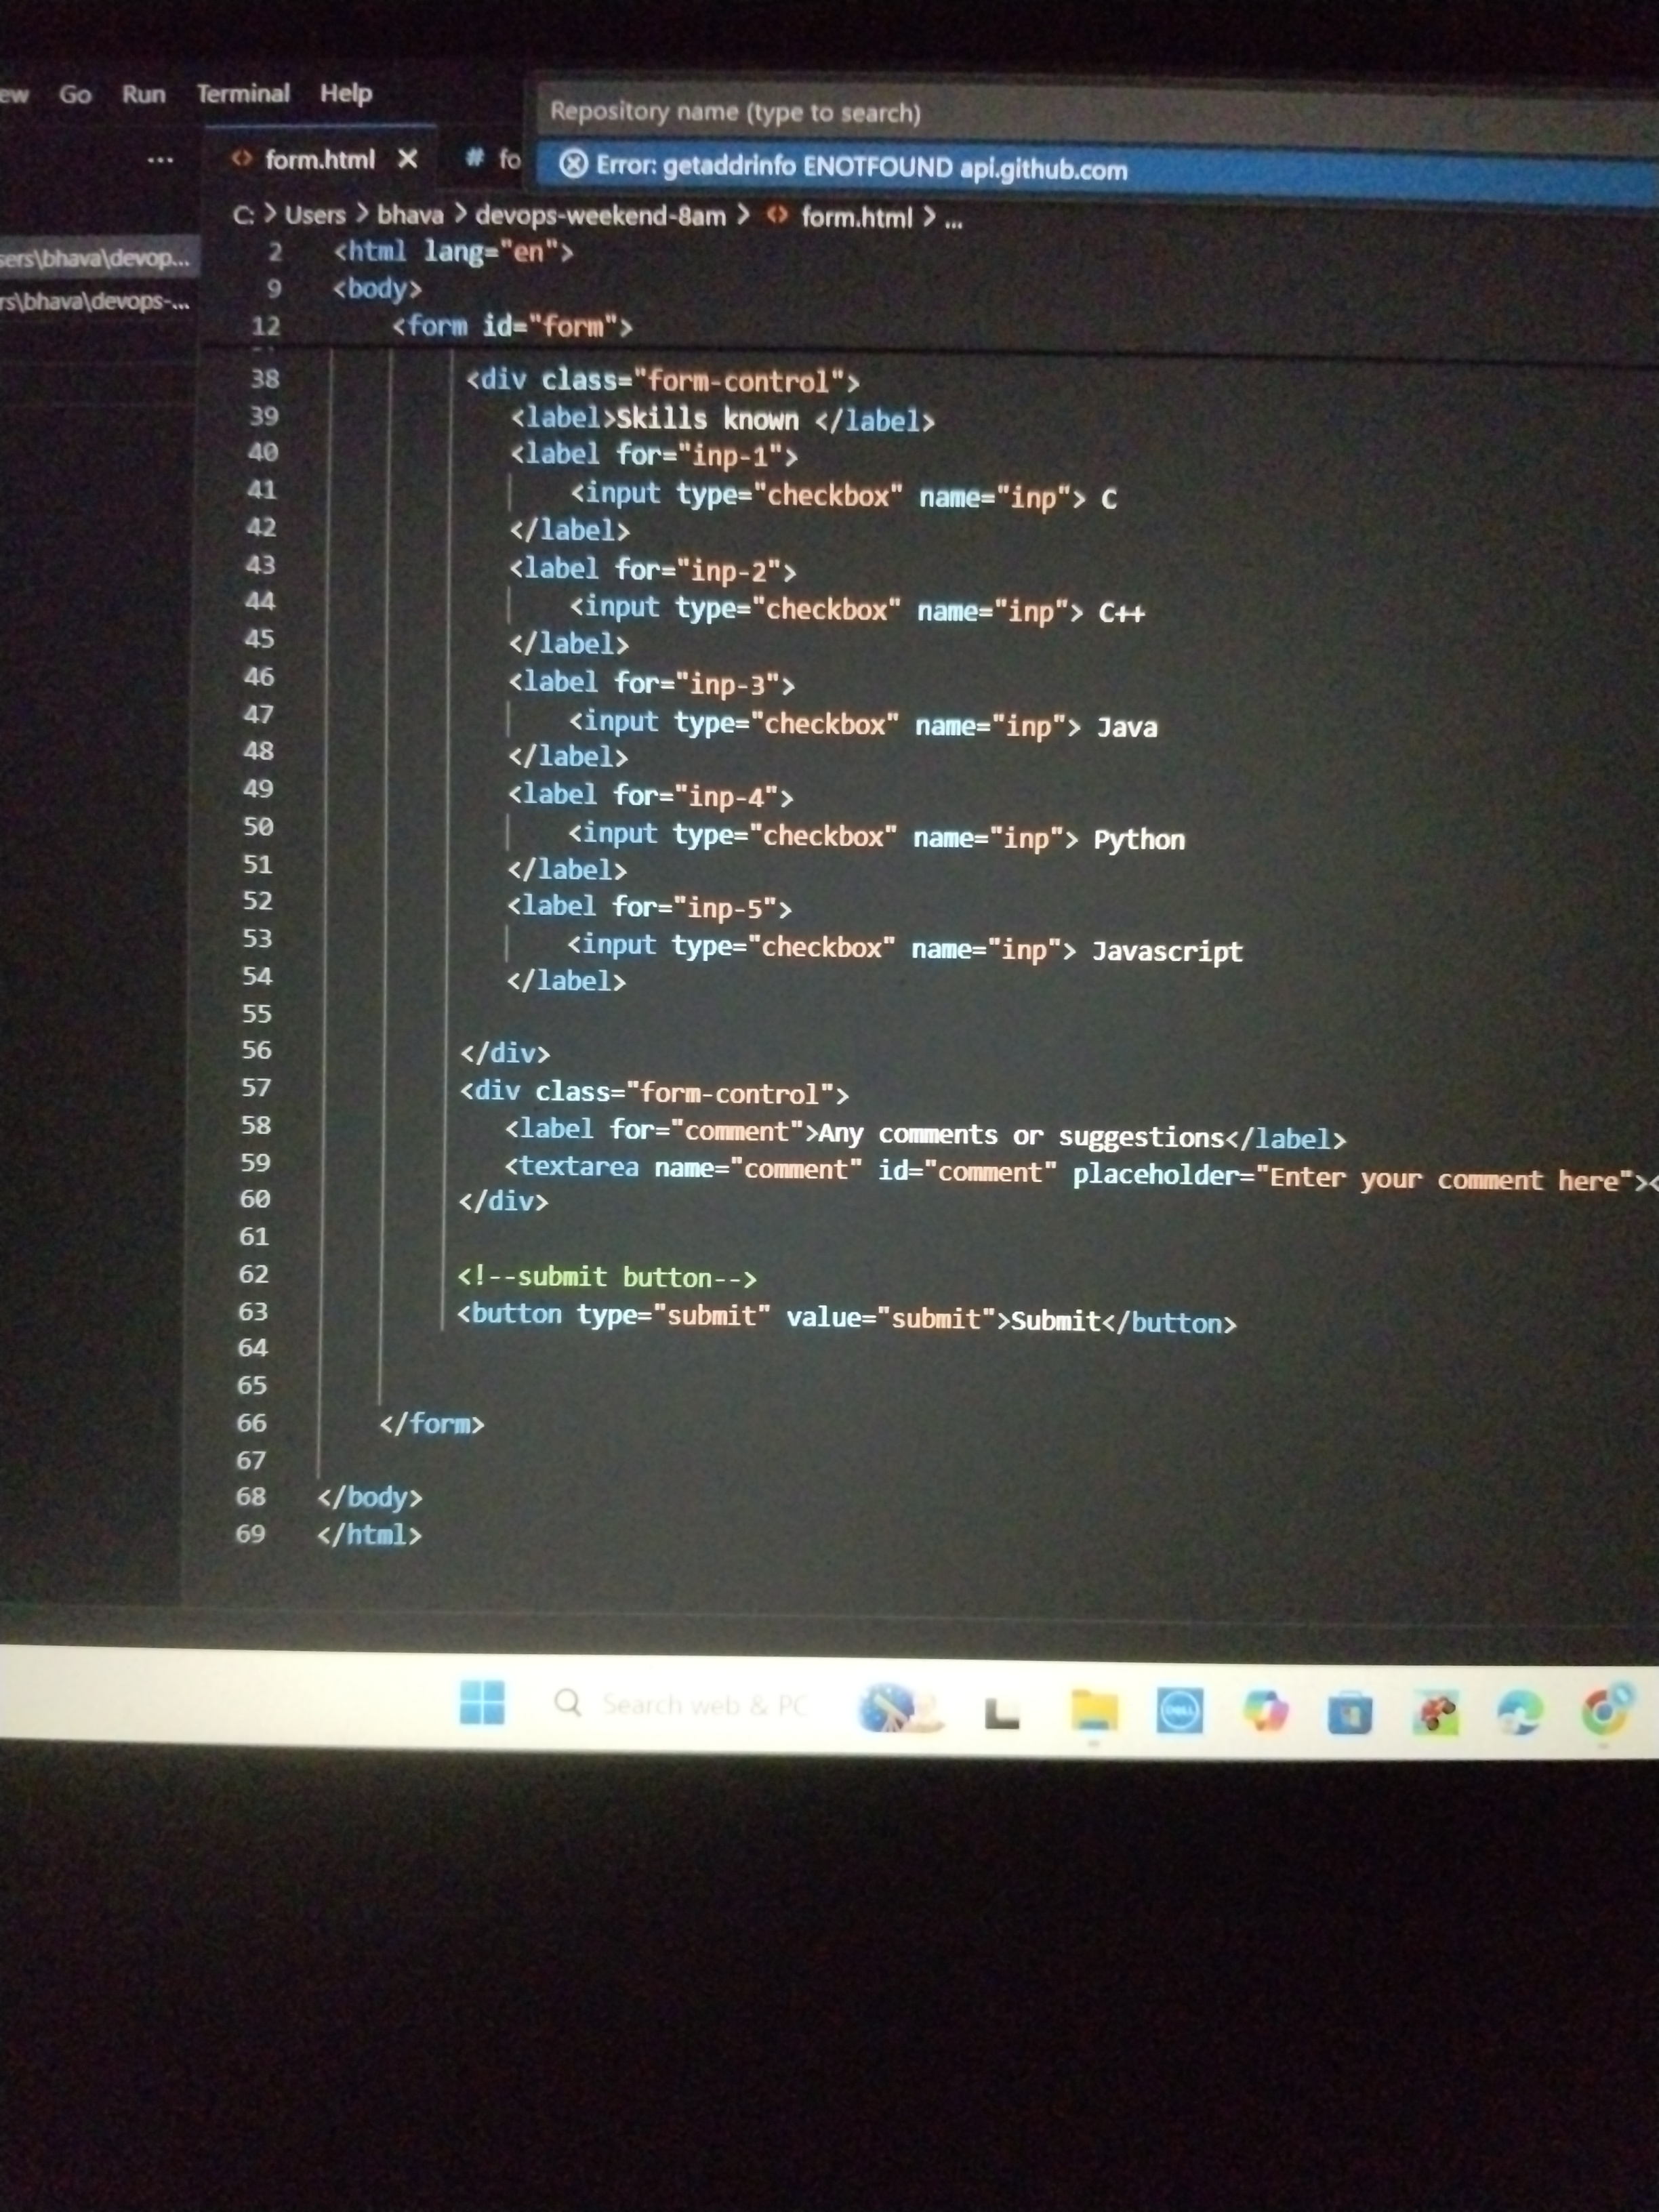 Go Run Terminal Help
Repository name (type to search)
... <> form.html X # fo
Error: getaddrinfo ENOTFOUND api.github.com
C: > Users > bhava > devops-weekend-8am > <> form.html > ...
sers\bhava\devop...
rs\bhava\devops-...
2 <html lang="en">
9 <body>
12 <form id="form">
38 <div class="form-control">
39 <label>Skills known </label>
40 <label for="inp-1">
41 <input type="checkbox" name="inp"> C
42 </label>
43 <label for="inp-2">
44 <input type="checkbox" name="inp"> C++
45 </label>
46 <label for="inp-3">
47 <input type="checkbox" name="inp"> Java
48 </label>
49 <label for="inp-4">
50 <input type="checkbox" name="inp"> Python
51 </label>
52 <label for="inp-5">
53 <input type="checkbox" name="inp"> Javascript
54 </label>
55
56 </div>
57 <div class="form-control">
58 <label for="comment">Any comments or suggestions</label>
59 <textarea name="comment" id="comment" placeholder="Enter your comment here"><
60 </div>
61
62 <!--submit button-->
63 <button type="submit" value="submit">Submit</button>
64
65
66 </form>
67
68 </body>
69 </html>
Search web & PC
DELL